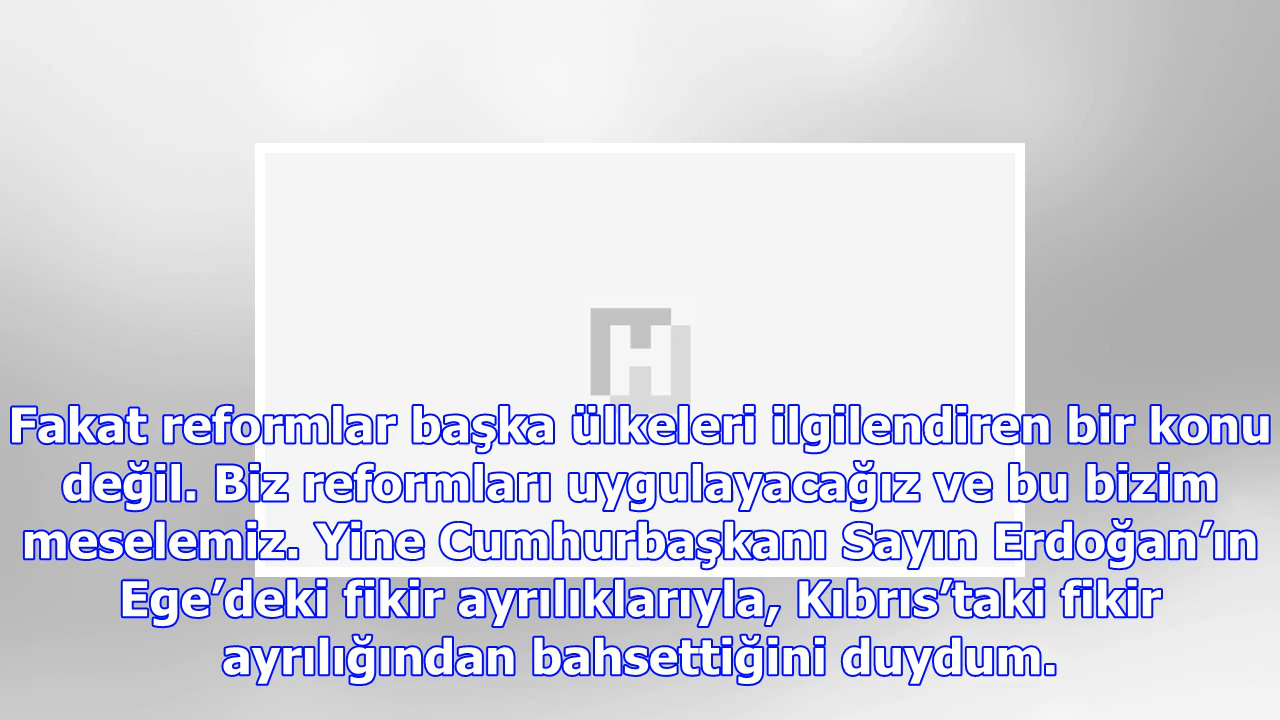 Fakat reformlar başka ülkeleri ilgilendiren bir konu
değil. Biz reformları uygulayacağız ve bu bizim
meselemiz. Yine Cumhurbaşkanı Sayın Erdoğan’ın
Ege’deki fikir ayrılıklarıyla, Kıbrıs’taki fikir
ayrılığından bahsettiğini duydum.